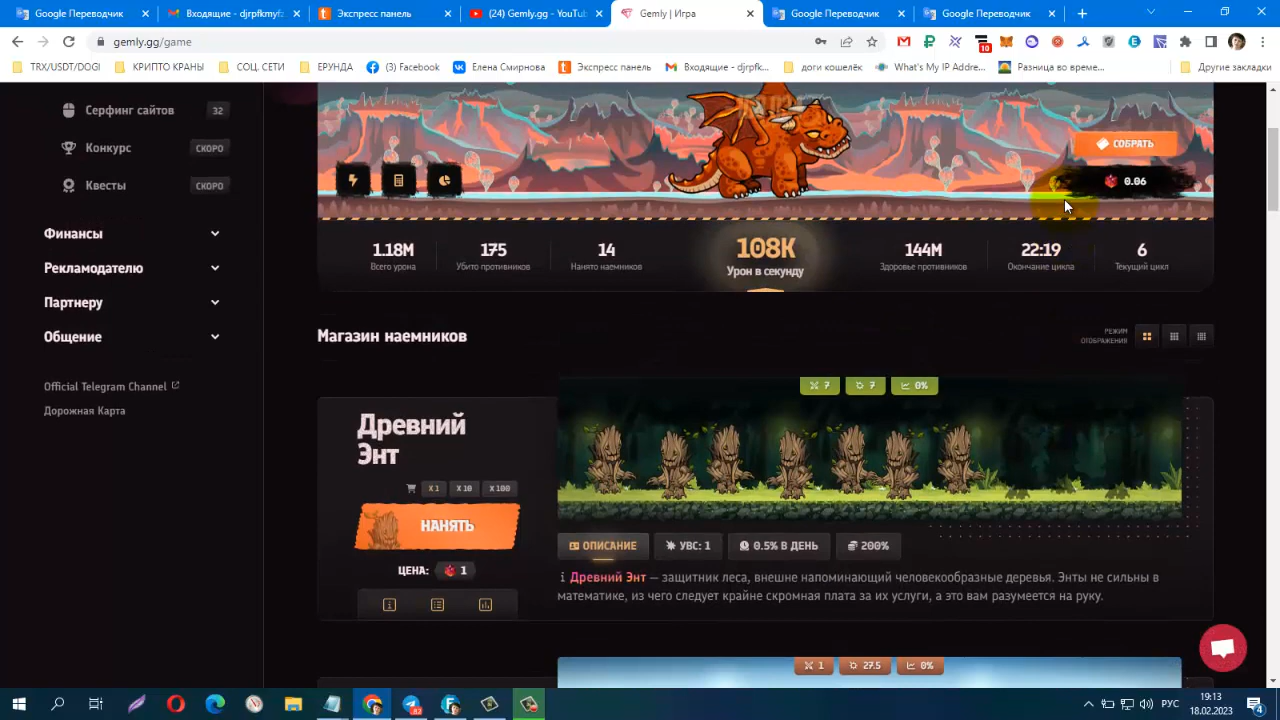 Google Переводчик
Входящие - djrpfkmyf
Экспресс панель
(24) Gemly.gg - YouTu
Gemly | Игра
Google Переводчик
Google Переводчик
gemly.gg/game
10
TRX/USDT/DOGI
КРИПТО КРАНЫ
СОЦ. СЕТИ
ЕРУНДА
(3) Facebook
Елена Смирнова
Экспресс панель
Входящие - djrpfk...
доги кошелёк
What's My IP Addre...
Разница во време...
Другие закладки
Серфинг сайтов
32
Конкурс
СКОРО
Квесты
СКОРО
Финансы
Рекламодателю
Партнеру
Общение
Official Telegram Channel
Дорожная Карта
СОБРАТЬ
0.06
1.18M
Всего урона
175
Убито противников
14
Нанято наемников
108K
Урон в секунду
144M
Здоровье противников
22:19
Окончание цикла
6
Текущий цикл
Магазин наемников
РЕЖИМ
ОТОБРАЖЕНИЯ
7
7
0%
Древний
Энт
X 1
X 10
X 100
НАНЯТЬ
ЦЕНА:
1
ОПИСАНИЕ
УВС: 1
0.5% В ДЕНЬ
200%
Древний Энт — защитник леса, внешне напоминающий человекообразные деревья. Энты не сильны в
математике, из чего следует крайне скромная плата за их услуги, а это вам разумеется на руку.
1
27.5
0%
РУС
19:13
18.02.2023
4